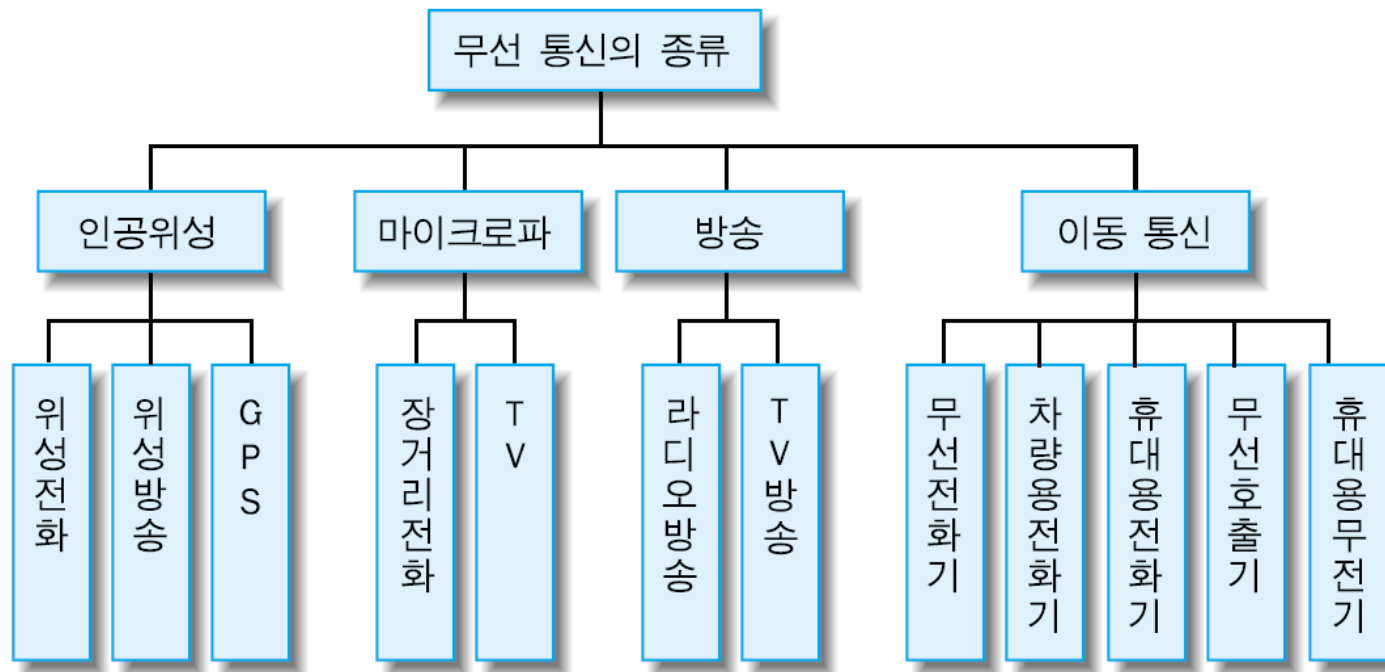 무선 통신의 종류
인공위성
마이크로파
방송
이동 통신
위성전화
위성방송
GPS
장거리전화
TV
라디오방송
TV방송
무선전화기
차량용전화기
휴대용전화기
무선호출기
휴대용무전기